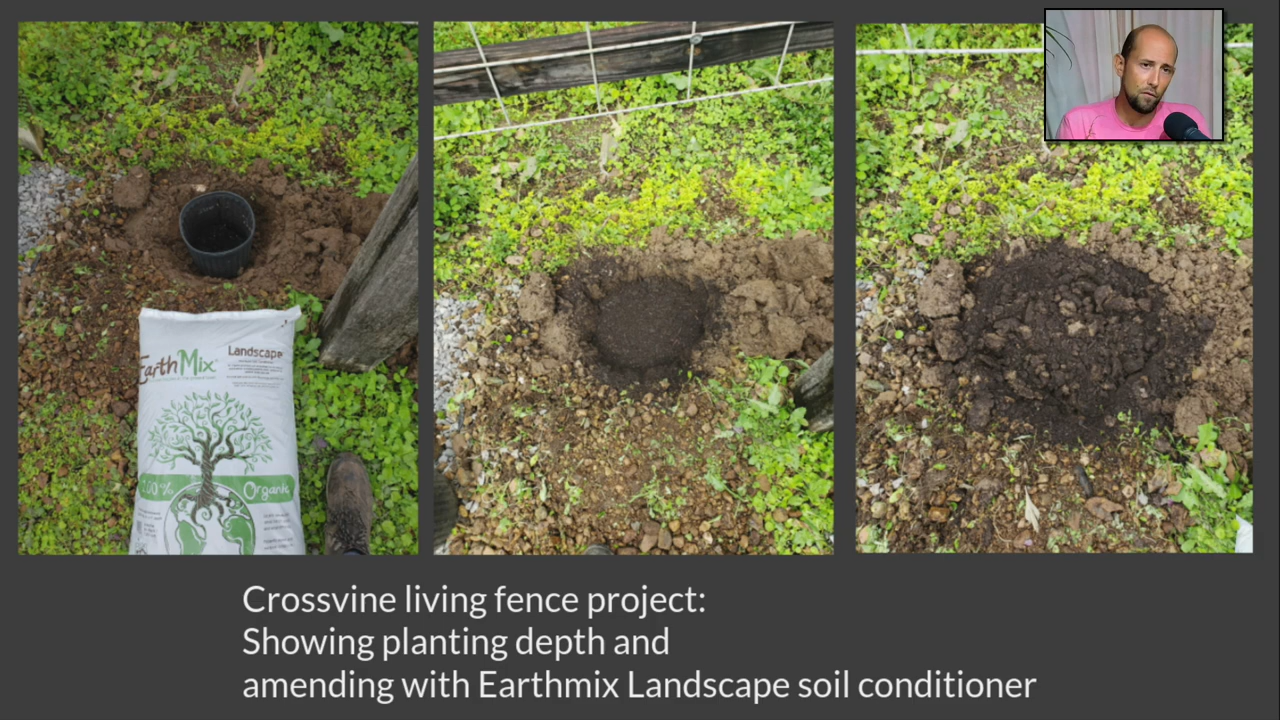 EarthMix
Landscape
100%
Organic
Crossvine living fence project:
Showing planting depth and
amending with Earthmix Landscape soil conditioner